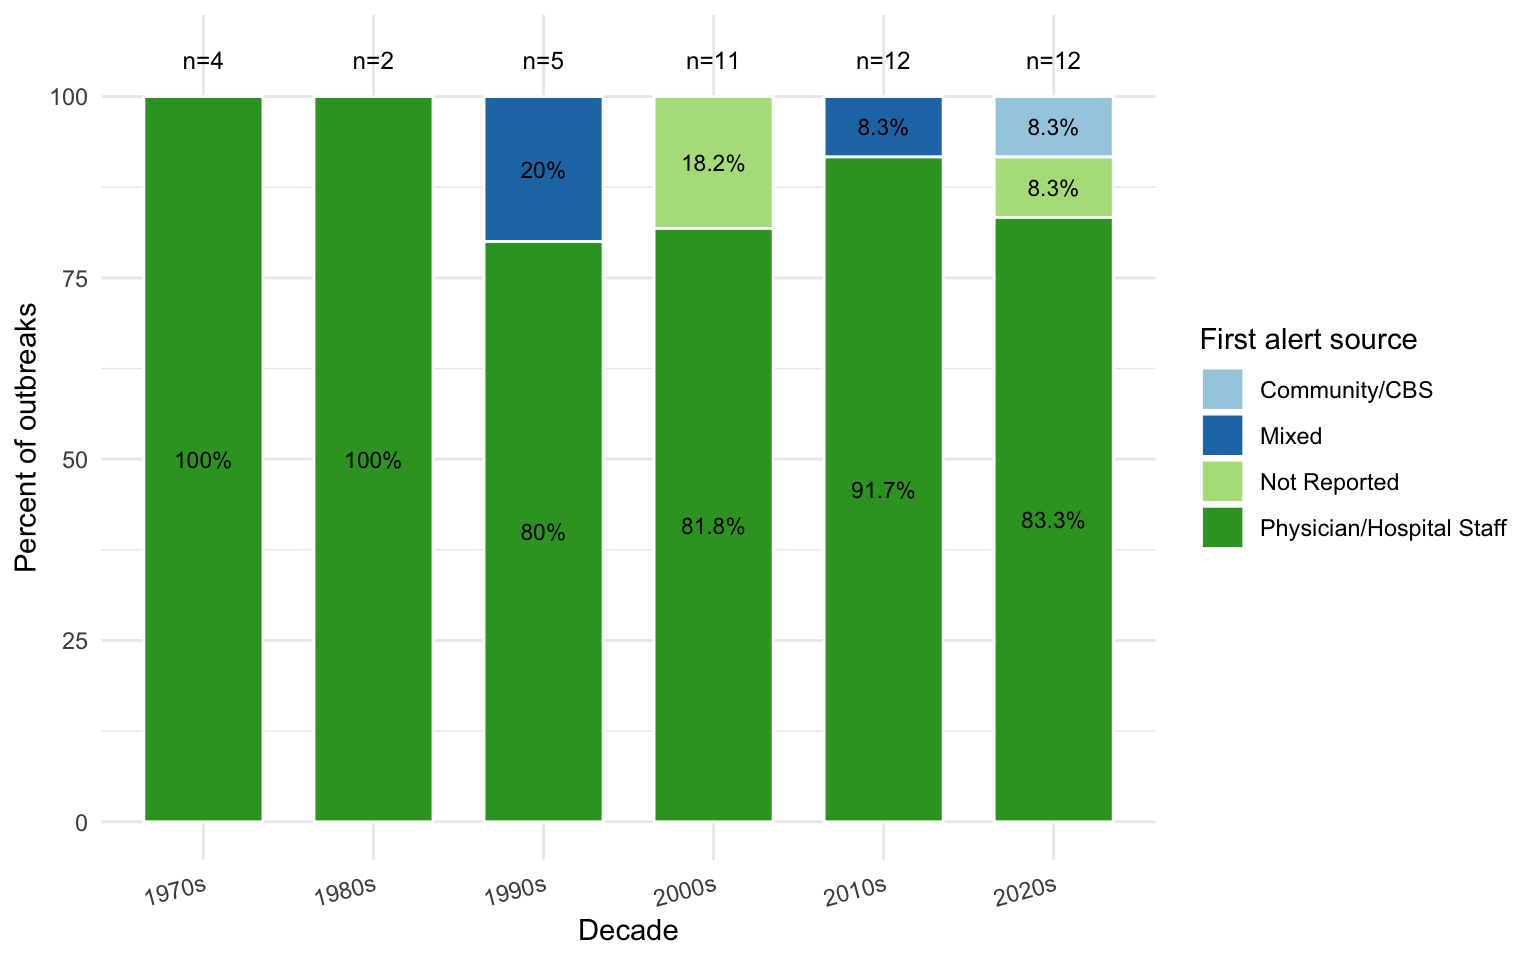 n=4 n=2 n=5 n=11 n=12 n=12
100
75
50
25
0
Percent of outbreaks
100%
100%
20%
80%
18.2%
81.8%
8.3%
91.7%
8.3%
8.3%
83.3%
1970s 1980s 1990s 2000s 2010s 2020s
Decade
First alert source
Community/CBS
Mixed
Not Reported
Physician/Hospital Staff